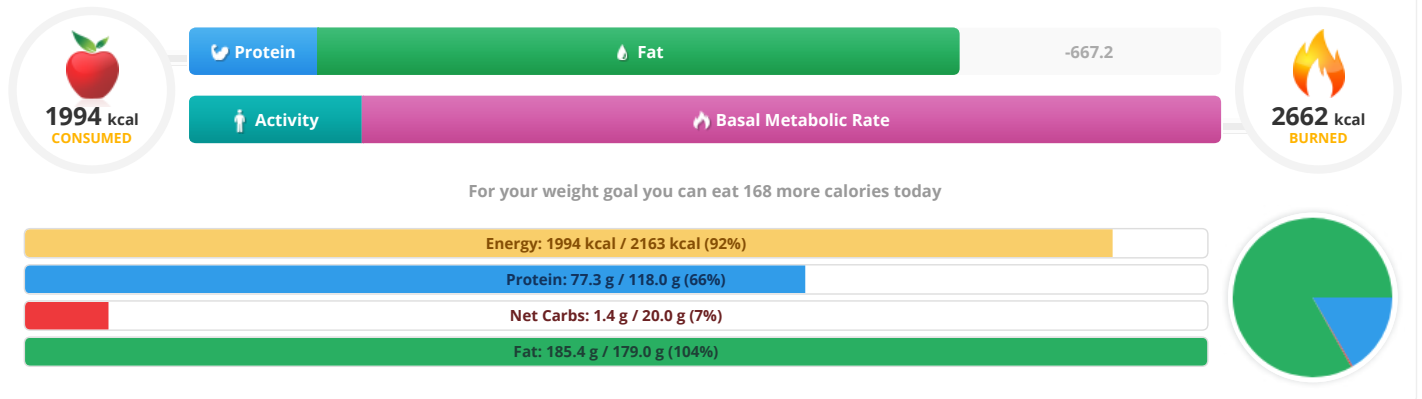 1994 kcal
CONSUMED
Protein
Fat
-667.2
Activity
Basal Metabolic Rate
2662 kcal
BURNED
For your weight goal you can eat 168 more calories today
Energy: 1994 kcal / 2163 kcal (92%)
Protein: 77.3 g / 118.0 g (66%)
Net Carbs: 1.4 g / 20.0 g (7%)
Fat: 185.4 g / 179.0 g (104%)